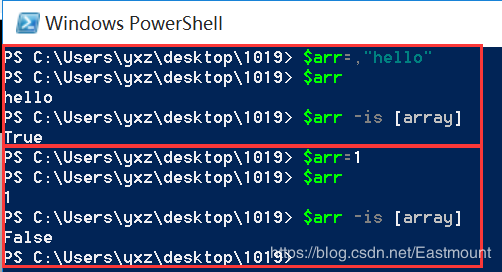 Windows PowerShell
PS C:\Users\yxz\desktop\1019> $arr=,"hello"
PS C:\Users\yxz\desktop\1019> $arr
hello
PS C:\Users\yxz\desktop\1019> $arr -is [array]
True
PS C:\Users\yxz\desktop\1019> $arr=1
PS C:\Users\yxz\desktop\1019> $arr
1
PS C:\Users\yxz\desktop\1019> $arr -is [array]
False
PS C:\Users\yxz\desktop\1019>
https://blog.csdn.net/Eastmount